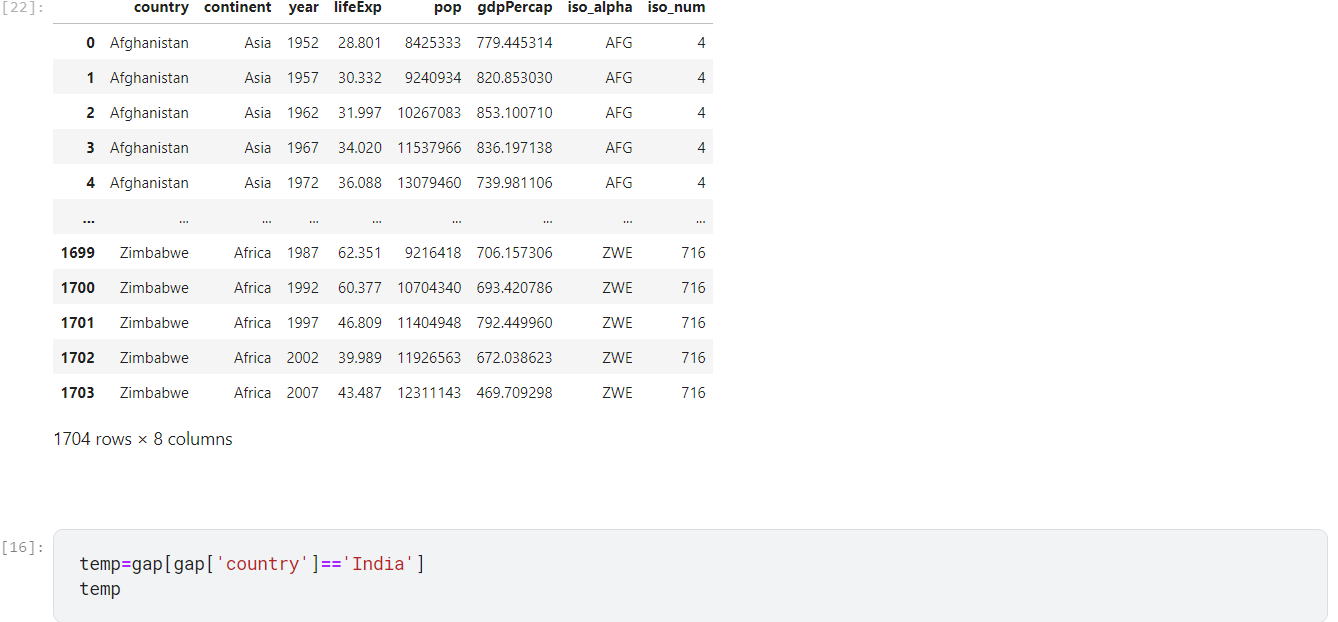 [22]: country continent year lifeExp pop gdpPercap iso_alpha iso_num
0 Afghanistan Asia 1952 28.801 8425333 779.445314 AFG 4
1 Afghanistan Asia 1957 30.332 9240934 820.853030 AFG 4
2 Afghanistan Asia 1962 31.997 10267083 853.100710 AFG 4
3 Afghanistan Asia 1967 34.020 11537966 836.197138 AFG 4
4 Afghanistan Asia 1972 36.088 13079460 739.981106 AFG 4
... ... ... ... ... ... ... ... ...
1699 Zimbabwe Africa 1987 62.351 9216418 706.157306 ZWE 716
1700 Zimbabwe Africa 1992 60.377 10704340 693.420786 ZWE 716
1701 Zimbabwe Africa 1997 46.809 11404948 792.449960 ZWE 716
1702 Zimbabwe Africa 2002 39.989 11926563 672.038623 ZWE 716
1703 Zimbabwe Africa 2007 43.487 12311143 469.709298 ZWE 716
1704 rows × 8 columns
[16]: temp=gap[gap['country']=='India']
temp